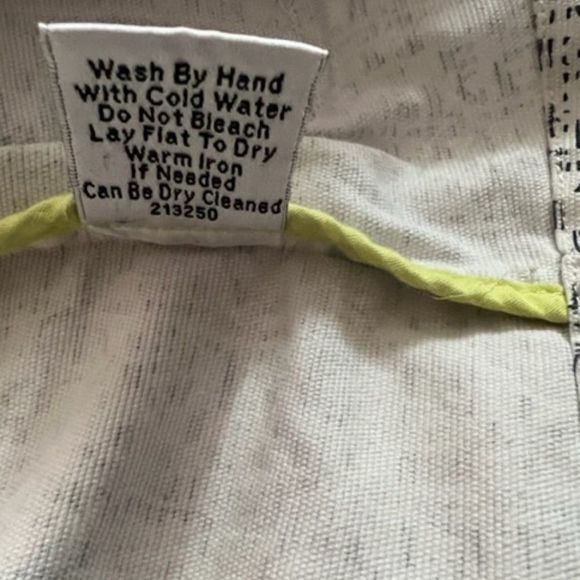 Wash By Hand
With Cold Water
Do Not Bleach
Lay Flat To Dry
Warm Iron
If Needed
Can Be Dry Cleaned
213250